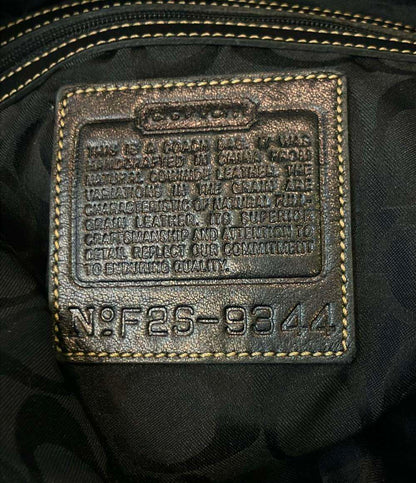 COACH
THIS IS A COACH BAG. IT WAS
HANDCRAFTED IN CHINA FROM
NATURAL COWHIDE LEATHER. THE
VARIATIONS IN THE GRAIN ARE
CHARACTERISTIC OF NATURAL FULL
GRAIN LEATHER. ITS SUPERIOR
CRAFTSMANSHIP AND ATTENTION TO
DETAIL REFLECT OUR COMMITMENT
TO ENDURING QUALITY.
Nº F2S-9344